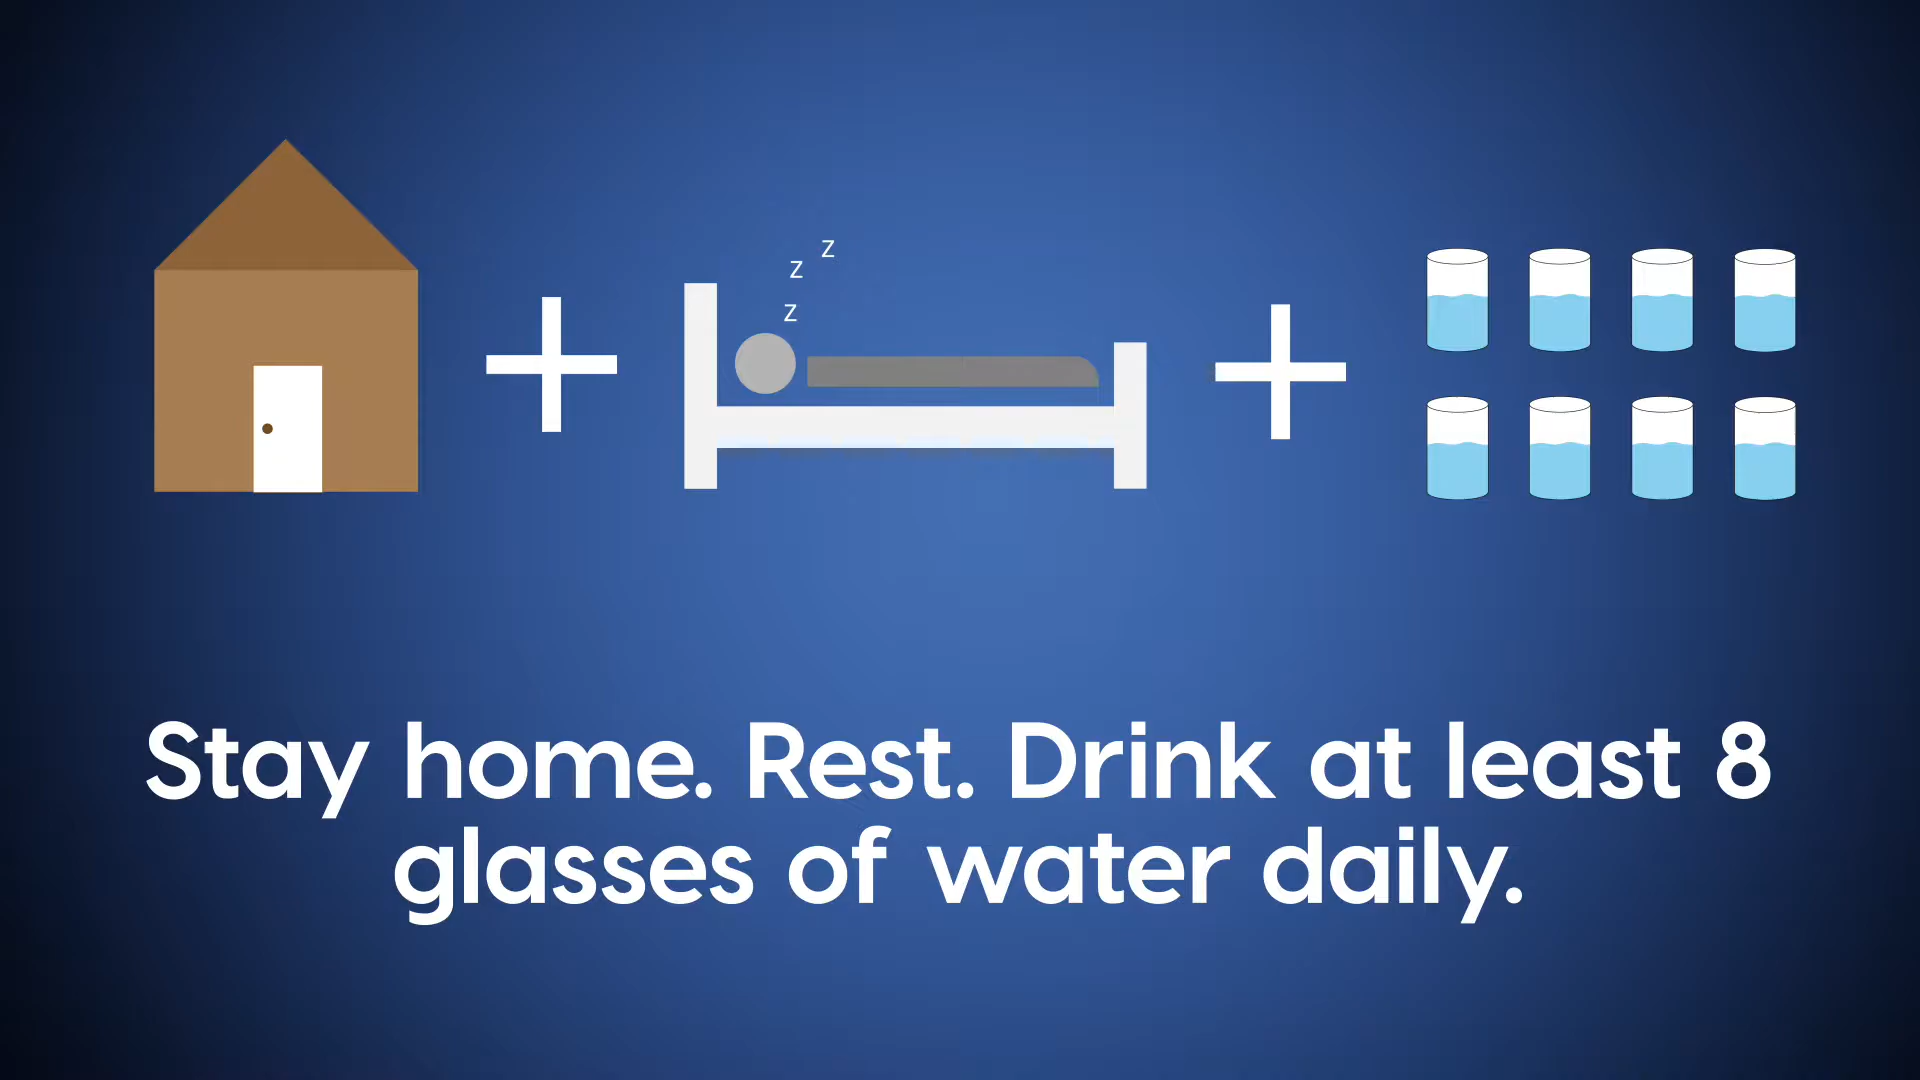 z
z
z
Stay home. Rest. Drink at least 8
glasses of water daily.